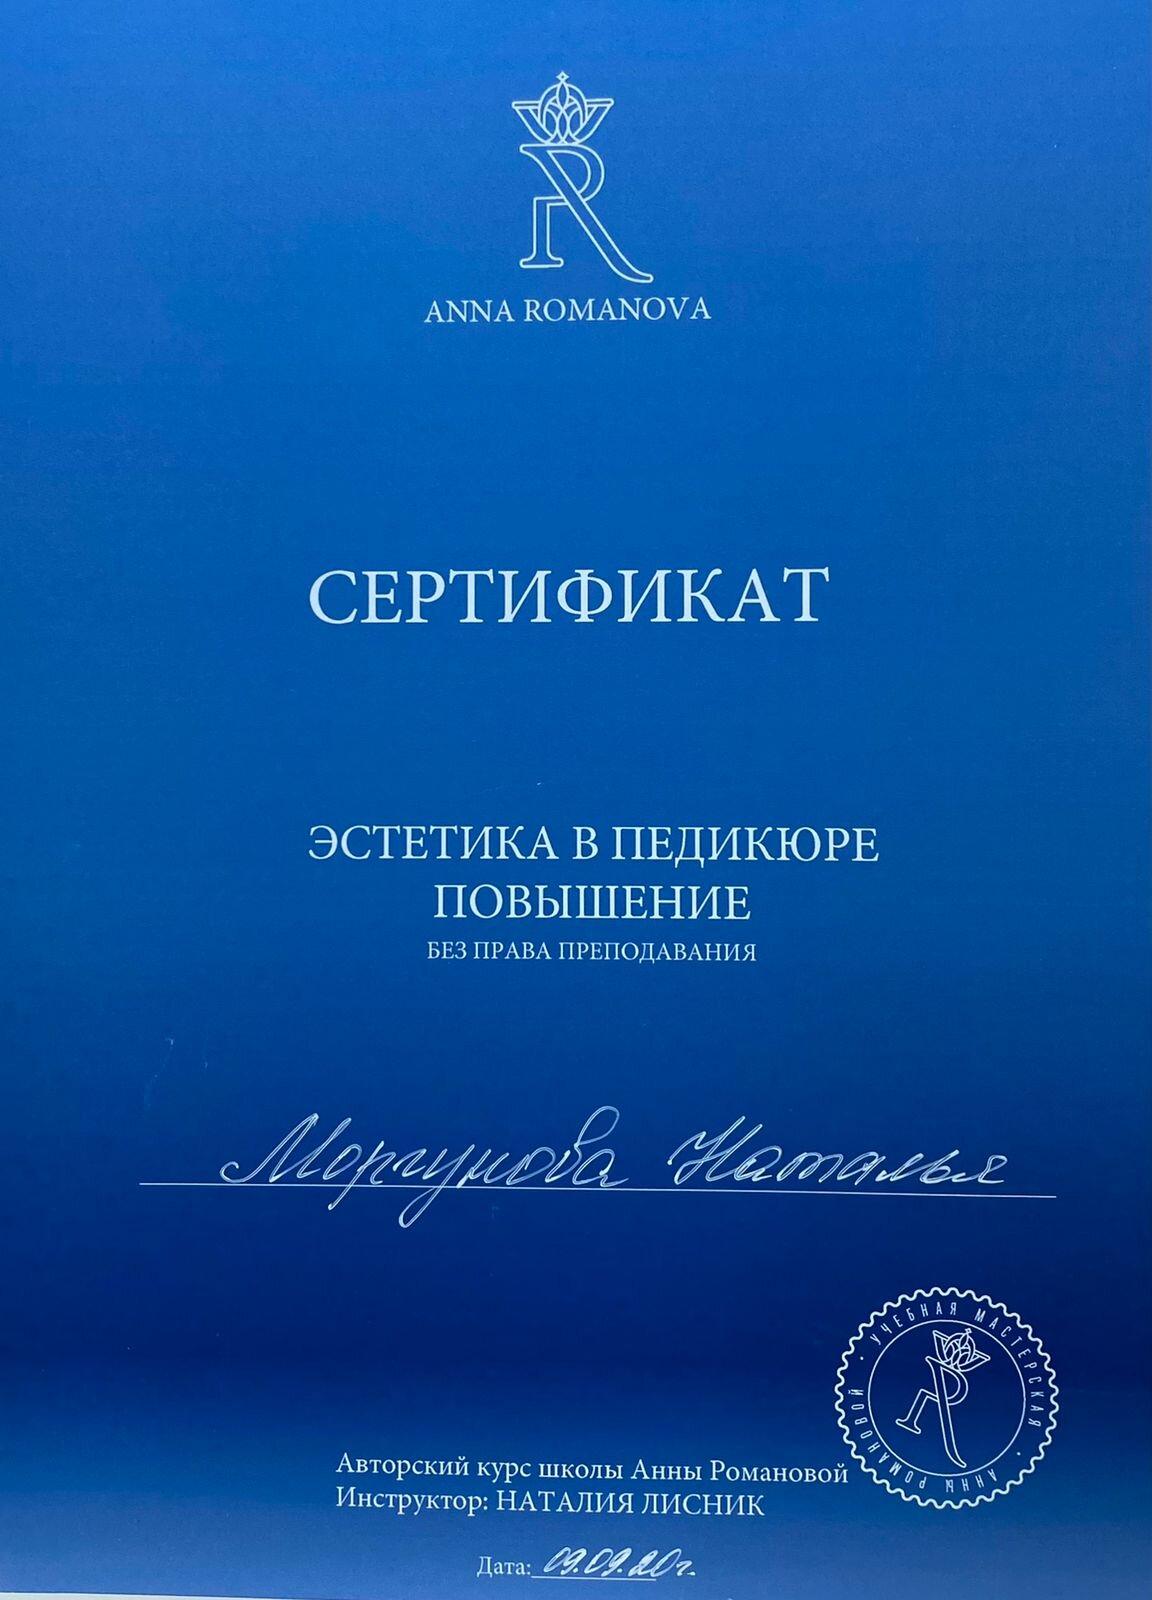 ANNA ROMANOVA
СЕРТИФИКАТ
ЭСТЕТИКА В ПЕДИКЮРЕ
ПОВЫШЕНИЕ
БЕЗ ПРАВА ПРЕПОДАВАНИЯ
Моргунова Наталья
УЧЕБНАЯ МАСТЕРСКАЯ · АННЫ РОМАНОВОЙ ·
Авторский курс школы Анны Романовой
Инструктор: НАТАЛИЯ ЛИСНИК
Дата: 09.09.20г.